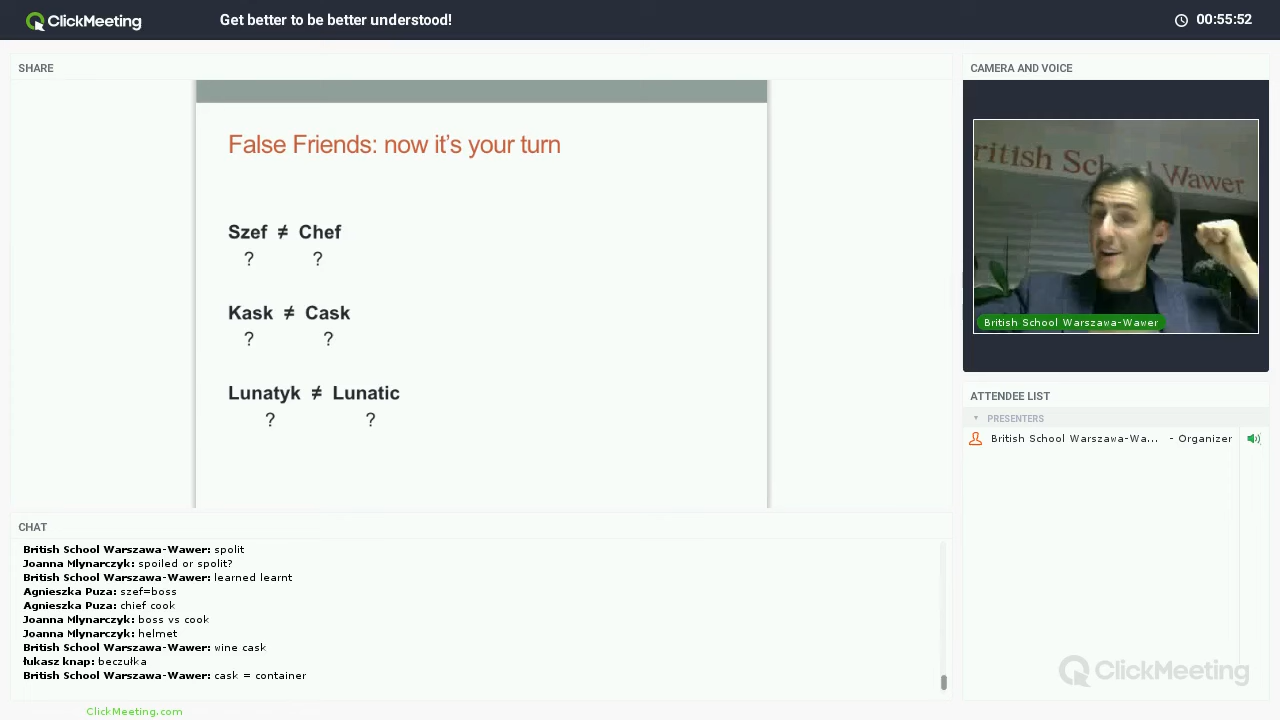 ClickMeeting
Get better to be better understood!
00:55:52
SHARE
False Friends: now it's your turn
Szef ≠ Chef
? ?
Kask ≠ Cask
? ?
Lunatyk ≠ Lunatic
? ?
CAMERA AND VOICE
British School Wawer
British School Warszawa-Wawer
ATTENDEE LIST
PRESENTERS
British School Warszawa-Wa... - Organizer
CHAT
British School Warszawa-Wawer: spolit
Joanna Mlynarczyk: spoiled or spolit?
British School Warszawa-Wawer: learned learnt
Agnieszka Puza: szef=boss
Agnieszka Puza: chief cook
Joanna Mlynarczyk: boss vs cook
Joanna Mlynarczyk: helmet
British School Warszawa-Wawer: wine cask
łukasz knap: beczułka
British School Warszawa-Wawer: cask = container
ClickMeeting
ClickMeeting.com